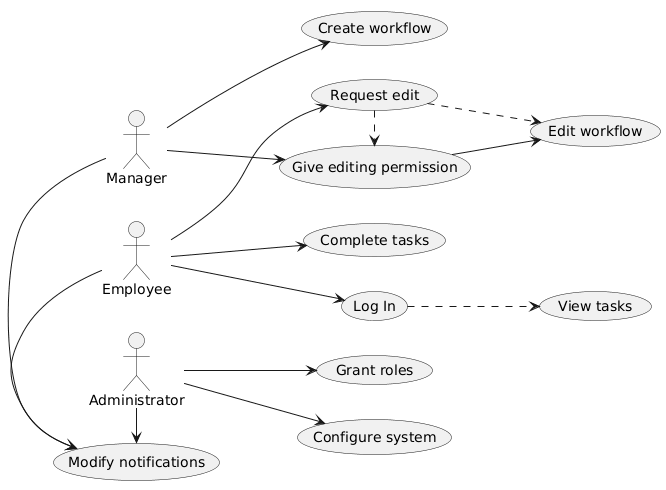 Create workflow
Request edit
Edit workflow
Manager
Give editing permission
Employee
Complete tasks
Log In
View tasks
Administrator
Grant roles
Configure system
Modify notifications